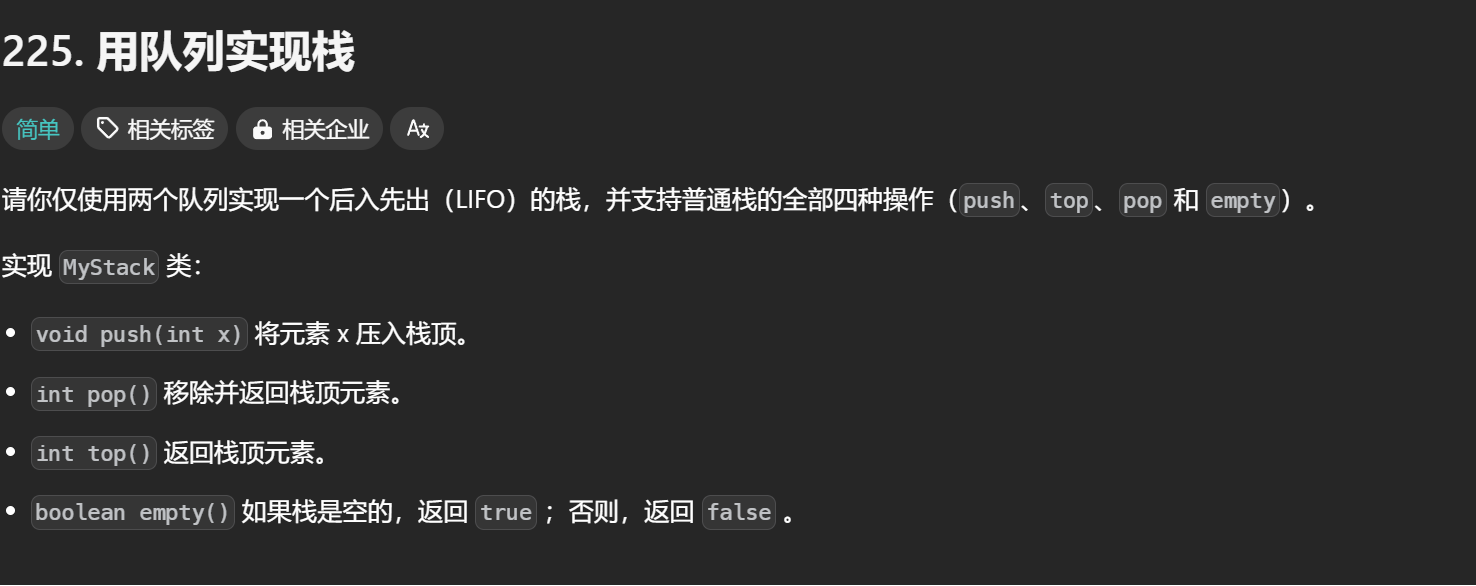 225. 用队列实现栈
简单 相关标签 相关企业 Aあ
请你仅使用两个队列实现一个后入先出（LIFO）的栈，并支持普通栈的全部四种操作（push、top、pop 和 empty）。
实现 MyStack 类：
• void push(int x) 将元素 x 压入栈顶。
• int pop() 移除并返回栈顶元素。
• int top() 返回栈顶元素。
• boolean empty() 如果栈是空的，返回 true ；否则，返回 false 。